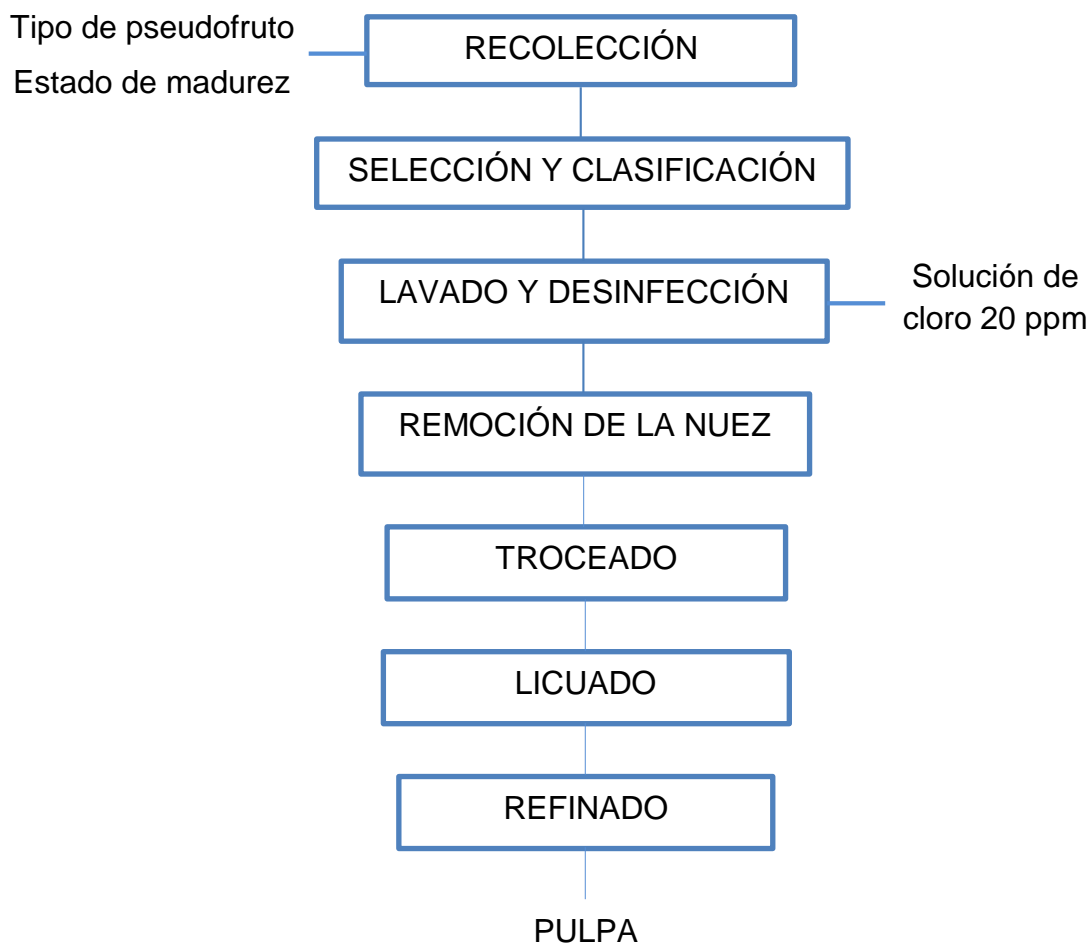 Tipo de pseudofruto
Estado de madurez
RECOLECCIÓN
SELECCIÓN Y CLASIFICACIÓN
LAVADO Y DESINFECCIÓN
Solución de
cloro 20 ppm
REMOCIÓN DE LA NUEZ
TROCEADO
LICUADO
REFINADO
PULPA